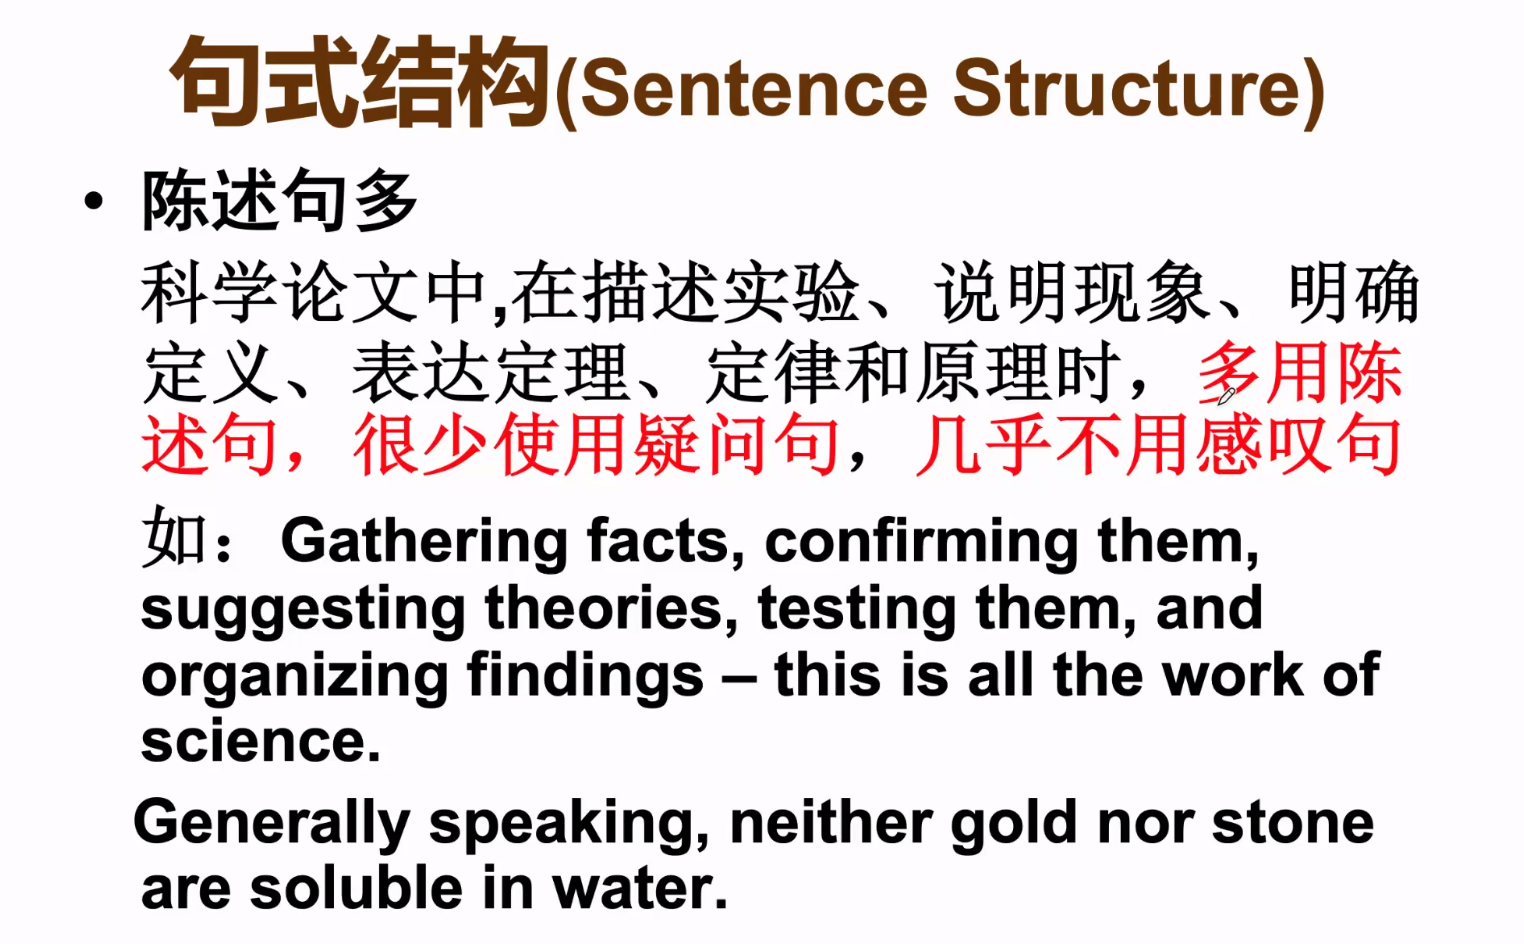 句式结构(Sentence Structure)
• 陈述句多
科学论文中,在描述实验、说明现象、明确
定义、表达定理、定律和原理时，多用陈
述句，很少使用疑问句，几乎不用感叹句
如：Gathering facts, confirming them,
suggesting theories, testing them, and
organizing findings – this is all the work of
science.
Generally speaking, neither gold nor stone
are soluble in water.